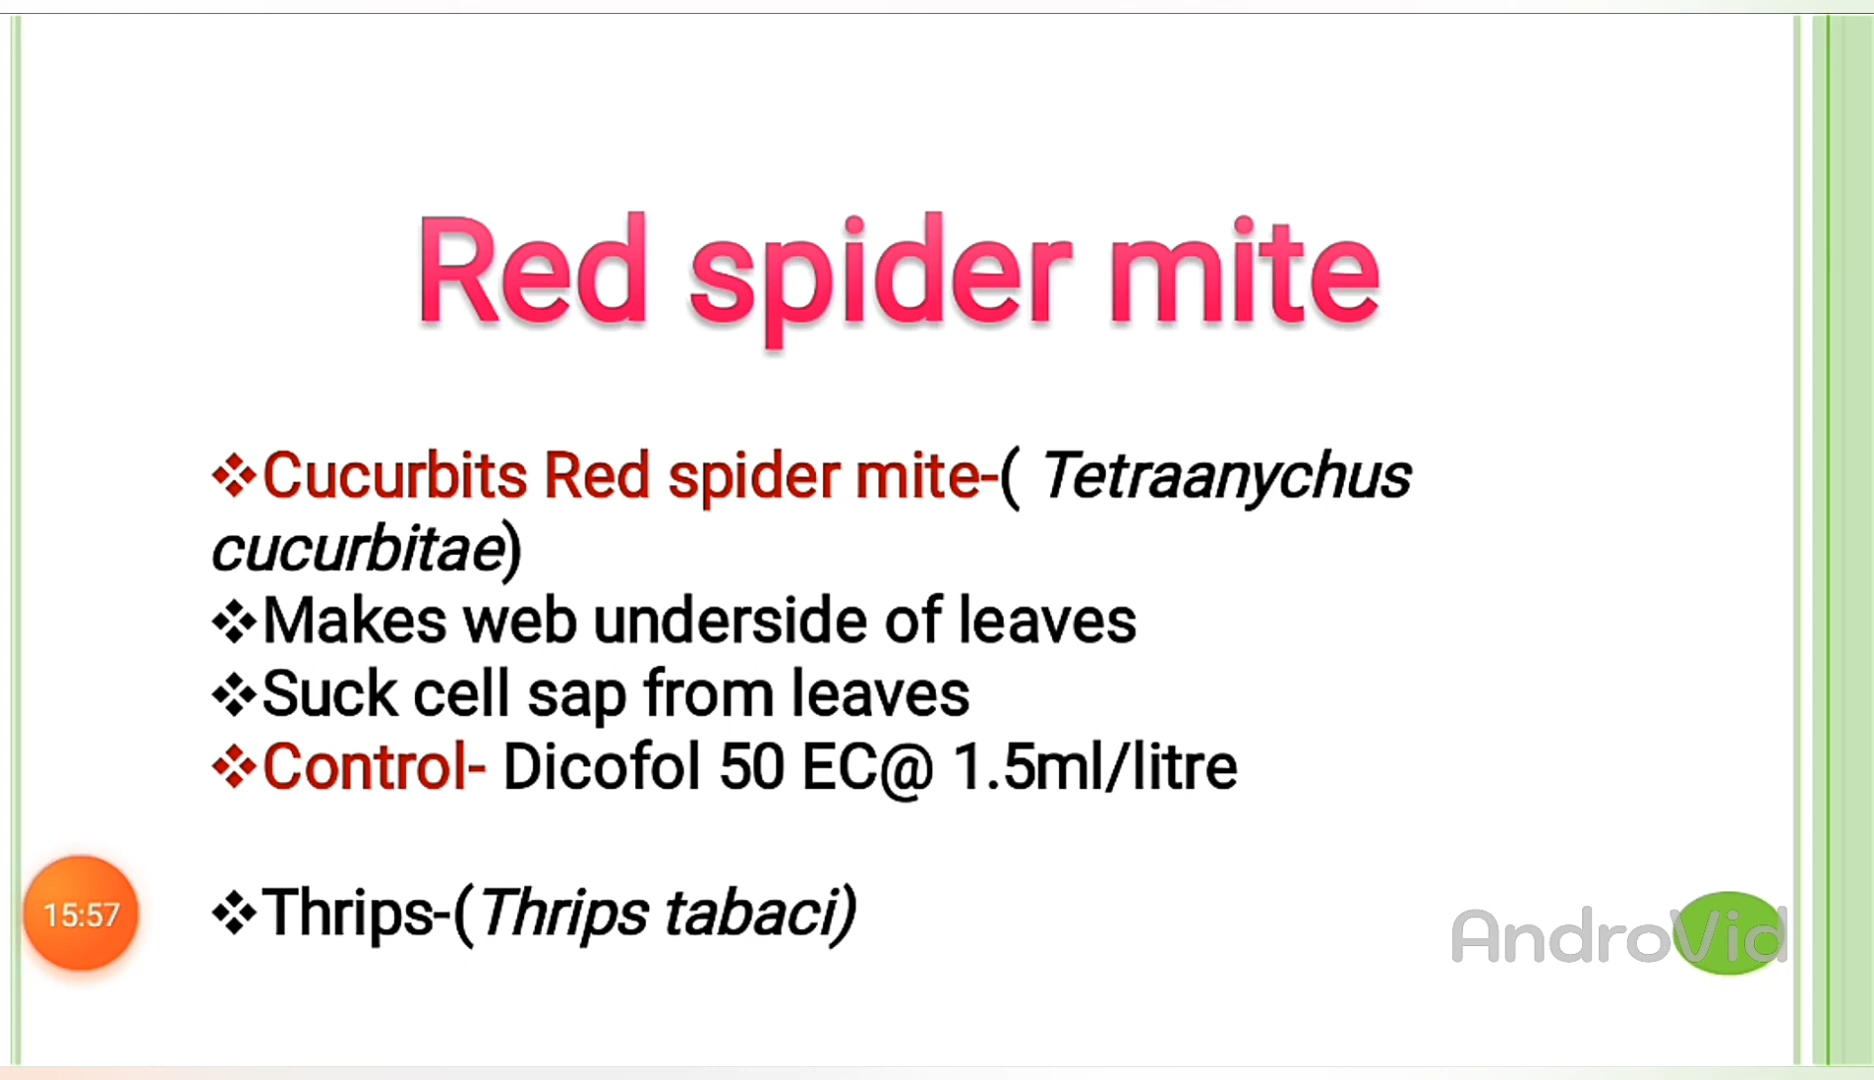 Red spider mite
❖Cucurbits Red spider mite-( Tetraanychus
cucurbitae)
❖Makes web underside of leaves
❖Suck cell sap from leaves
❖Control- Dicofol 50 EC@ 1.5ml/litre
❖Thrips-(Thrips tabaci)
15:57
AndroVid